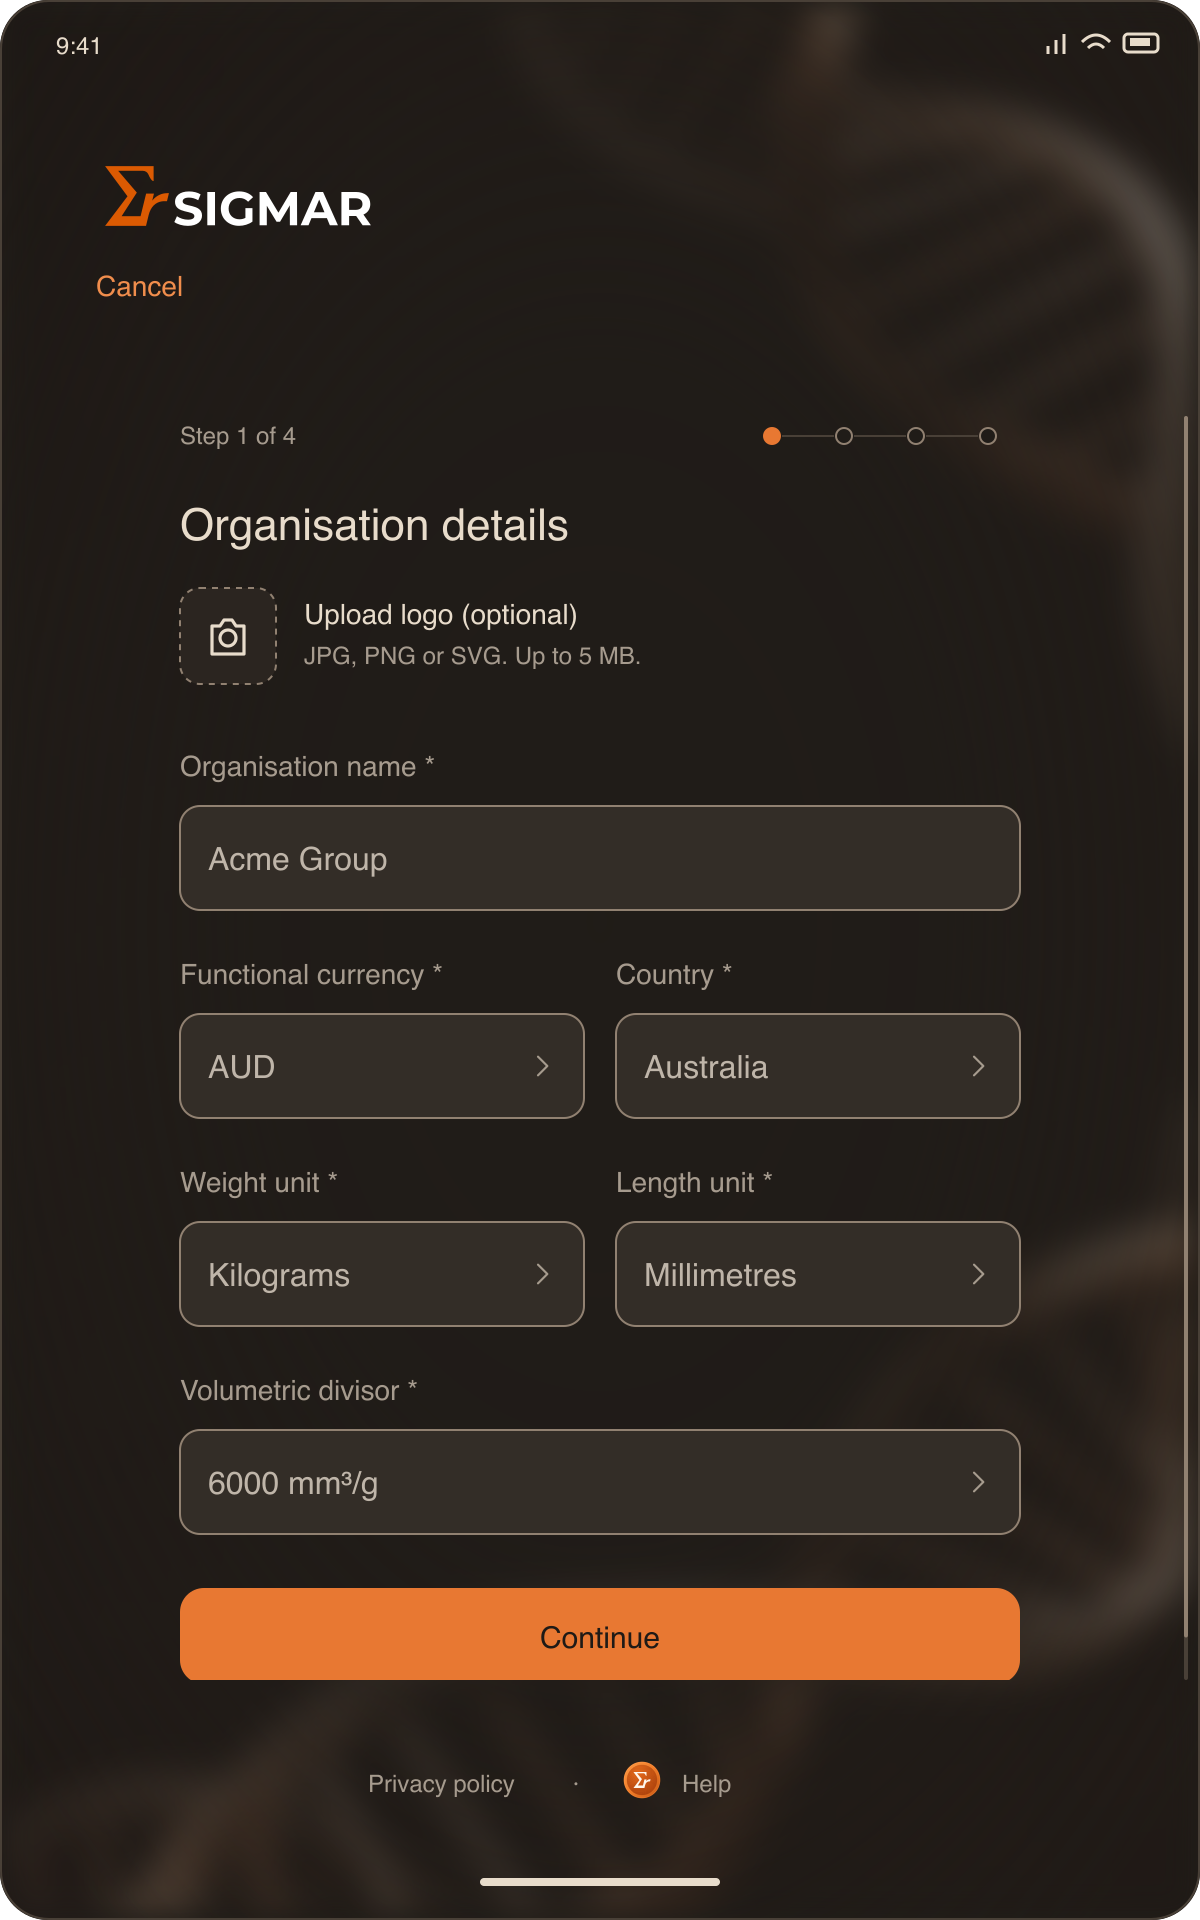 9:41
Σr SIGMAR
Cancel
Step 1 of 4
Organisation details
Upload logo (optional)
JPG, PNG or SVG. Up to 5 MB.
Organisation name *
Acme Group
Functional currency *
Country *
AUD
Australia
Weight unit *
Length unit *
Kilograms
Millimetres
Volumetric divisor *
6000 mm³/g
Continue
Privacy policy · Σr Help